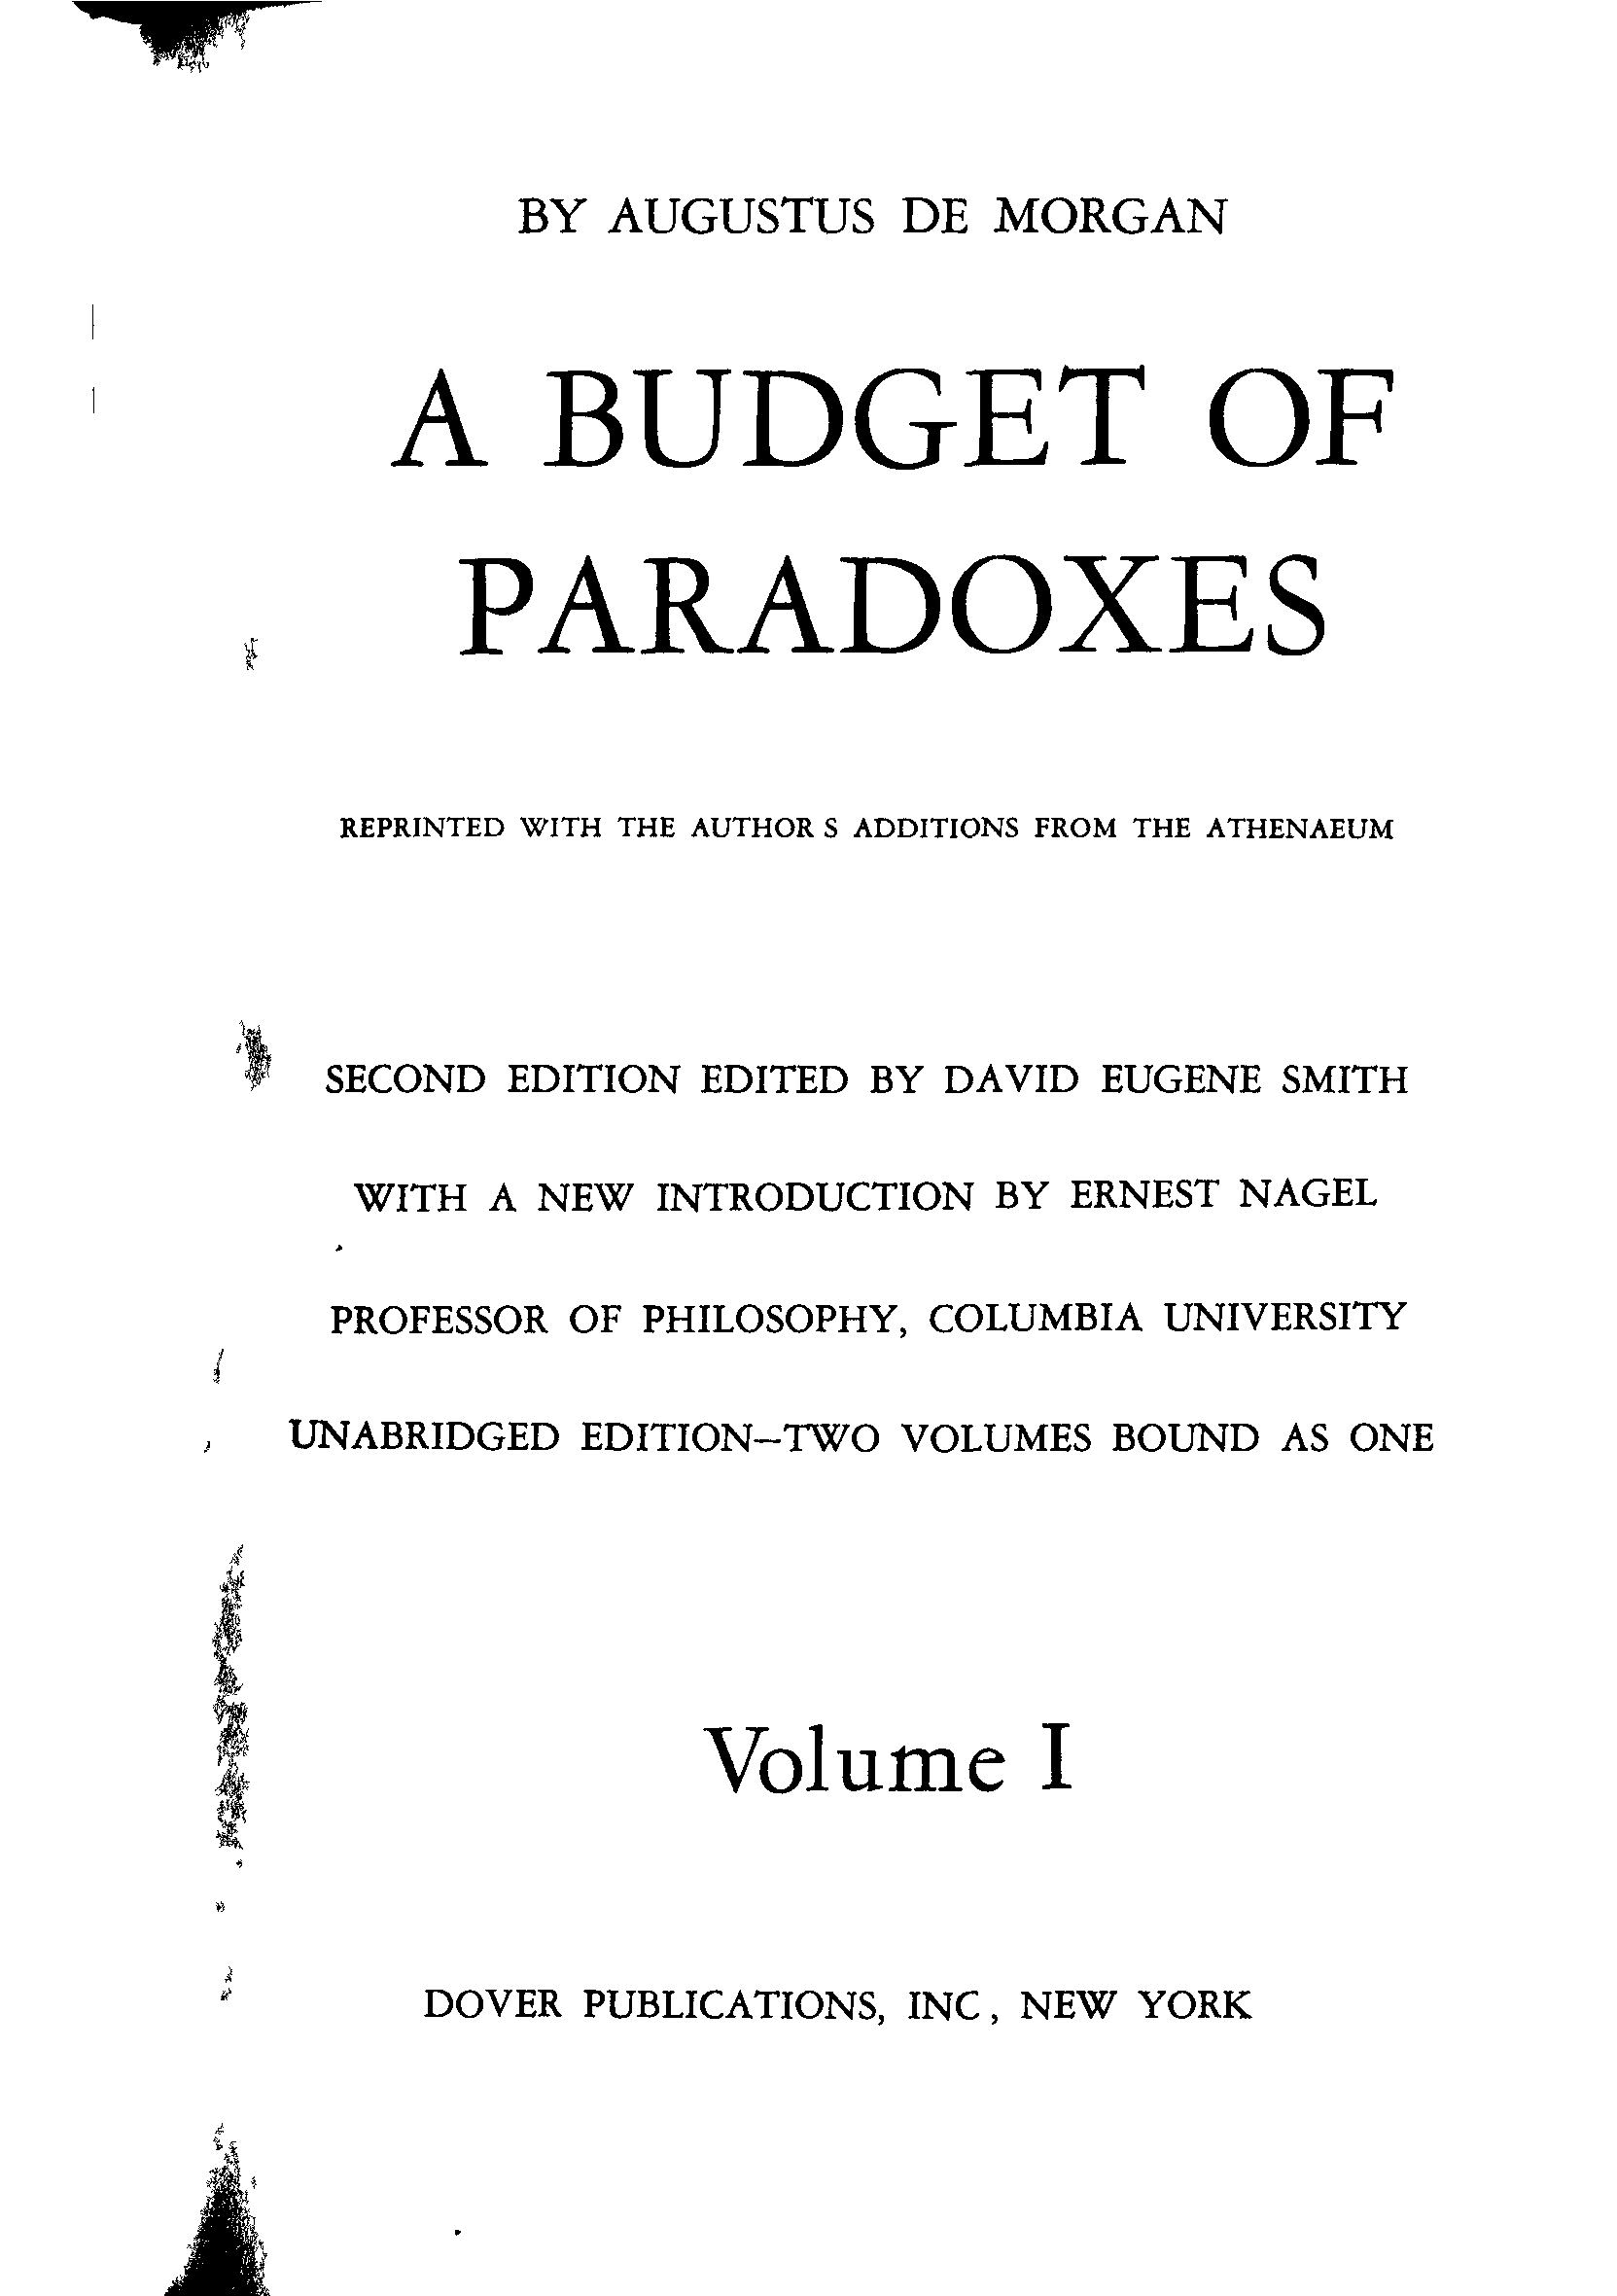 BY AUGUSTUS DE MORGAN
A BUDGET OF
PARADOXES
REPRINTED WITH THE AUTHOR S ADDITIONS FROM THE ATHENAEUM
SECOND EDITION EDITED BY DAVID EUGENE SMITH
WITH A NEW INTRODUCTION BY ERNEST NAGEL
PROFESSOR OF PHILOSOPHY, COLUMBIA UNIVERSITY
UNABRIDGED EDITION–TWO VOLUMES BOUND AS ONE
Volume I
DOVER PUBLICATIONS, INC , NEW YORK